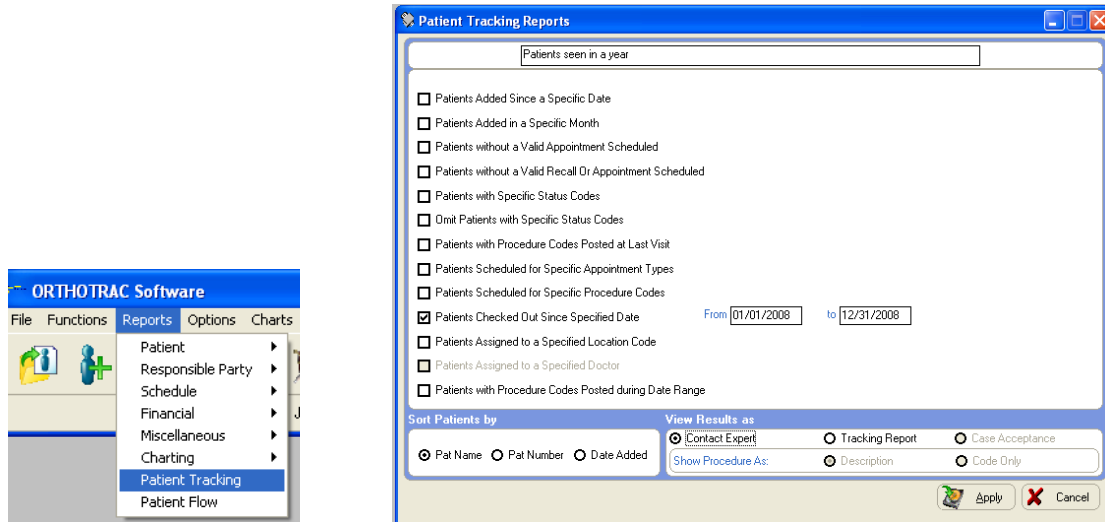 ORTHOTRAC Software
File Functions Reports Options Charts
Patient
Responsible Party
Schedule
Financial
Miscellaneous
Charting
Patient Tracking
Patient Flow
Patient Tracking Reports
Patients seen in a year
Patients Added Since a Specific Date
Patients Added in a Specific Month
Patients without a Valid Appointment Scheduled
Patients without a Valid Recall Or Appointment Scheduled
Patients with Specific Status Codes
Omit Patients with Specific Status Codes
Patients with Procedure Codes Posted at Last Visit
Patients Scheduled for Specific Appointment Types
Patients Scheduled for Specific Procedure Codes
Patients Checked Out Since Specified Date From 01/01/2008 to 12/31/2008
Patients Assigned to a Specified Location Code
Patients Assigned to a Specified Doctor
Patients with Procedure Codes Posted during Date Range
Sort Patients by View Results as
Contact Expert Tracking Report Case Acceptance
Pat Name Pat Number Date Added Show Procedure As: Description Code Only
Apply Cancel